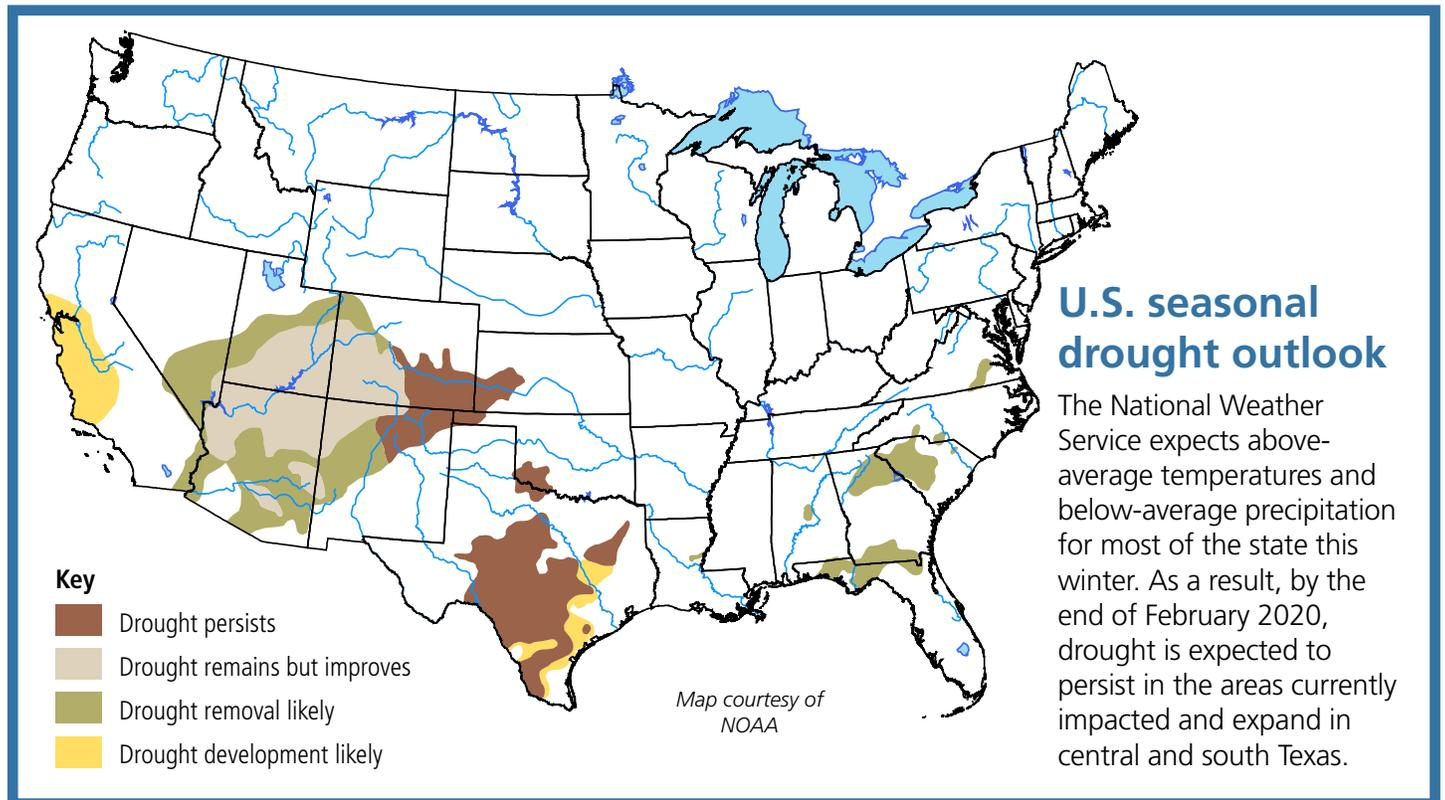 U.S. seasonal
drought outlook
The National Weather
Service expects above-
average temperatures and
below-average precipitation
for most of the state this
winter. As a result, by the
end of February 2020,
drought is expected to
persist in the areas currently
impacted and expand in
central and south Texas.
Key
Drought persists
Drought remains but improves
Drought removal likely
Drought development likely
Map courtesy of
NOAA